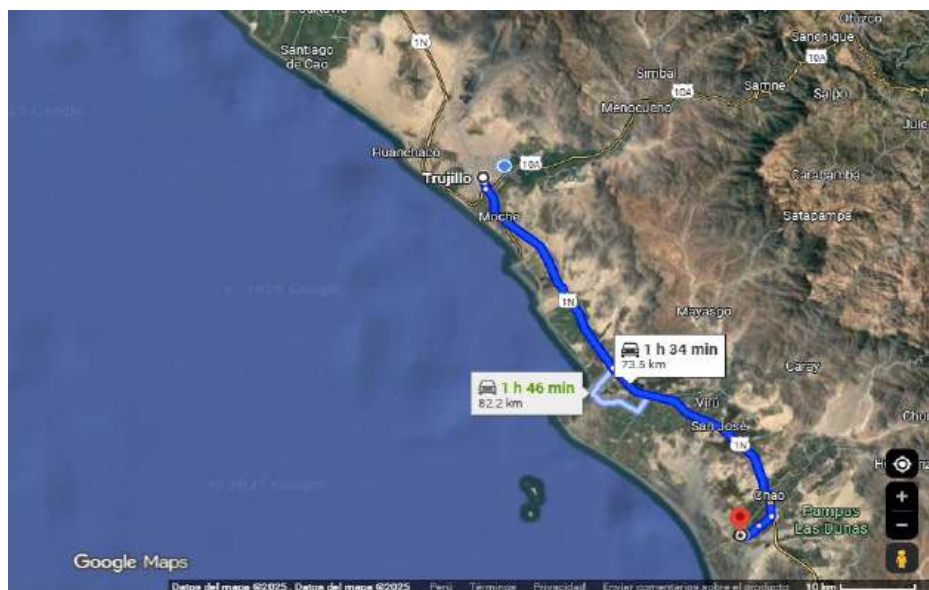 1N
Santiago
de Cao
Otuzco
Sanchique
10A
Simbal
10A
Samne
Salpo
Menocucho
Huanchaco
10A
Trujillo
Carabamba
Moche
Satapampa
1N
Mayasgo
1 h 34 min
73.5 km
Caray
1 h 46 min
82.2 km
Virú
San José
1N
Chao
Pampas
Las Dunas
Google Maps
Datos del mapa ©2025 . Datos del mapa ©2025 Perú Términos Privacidad Enviar comentarios sobre el producto 10 km